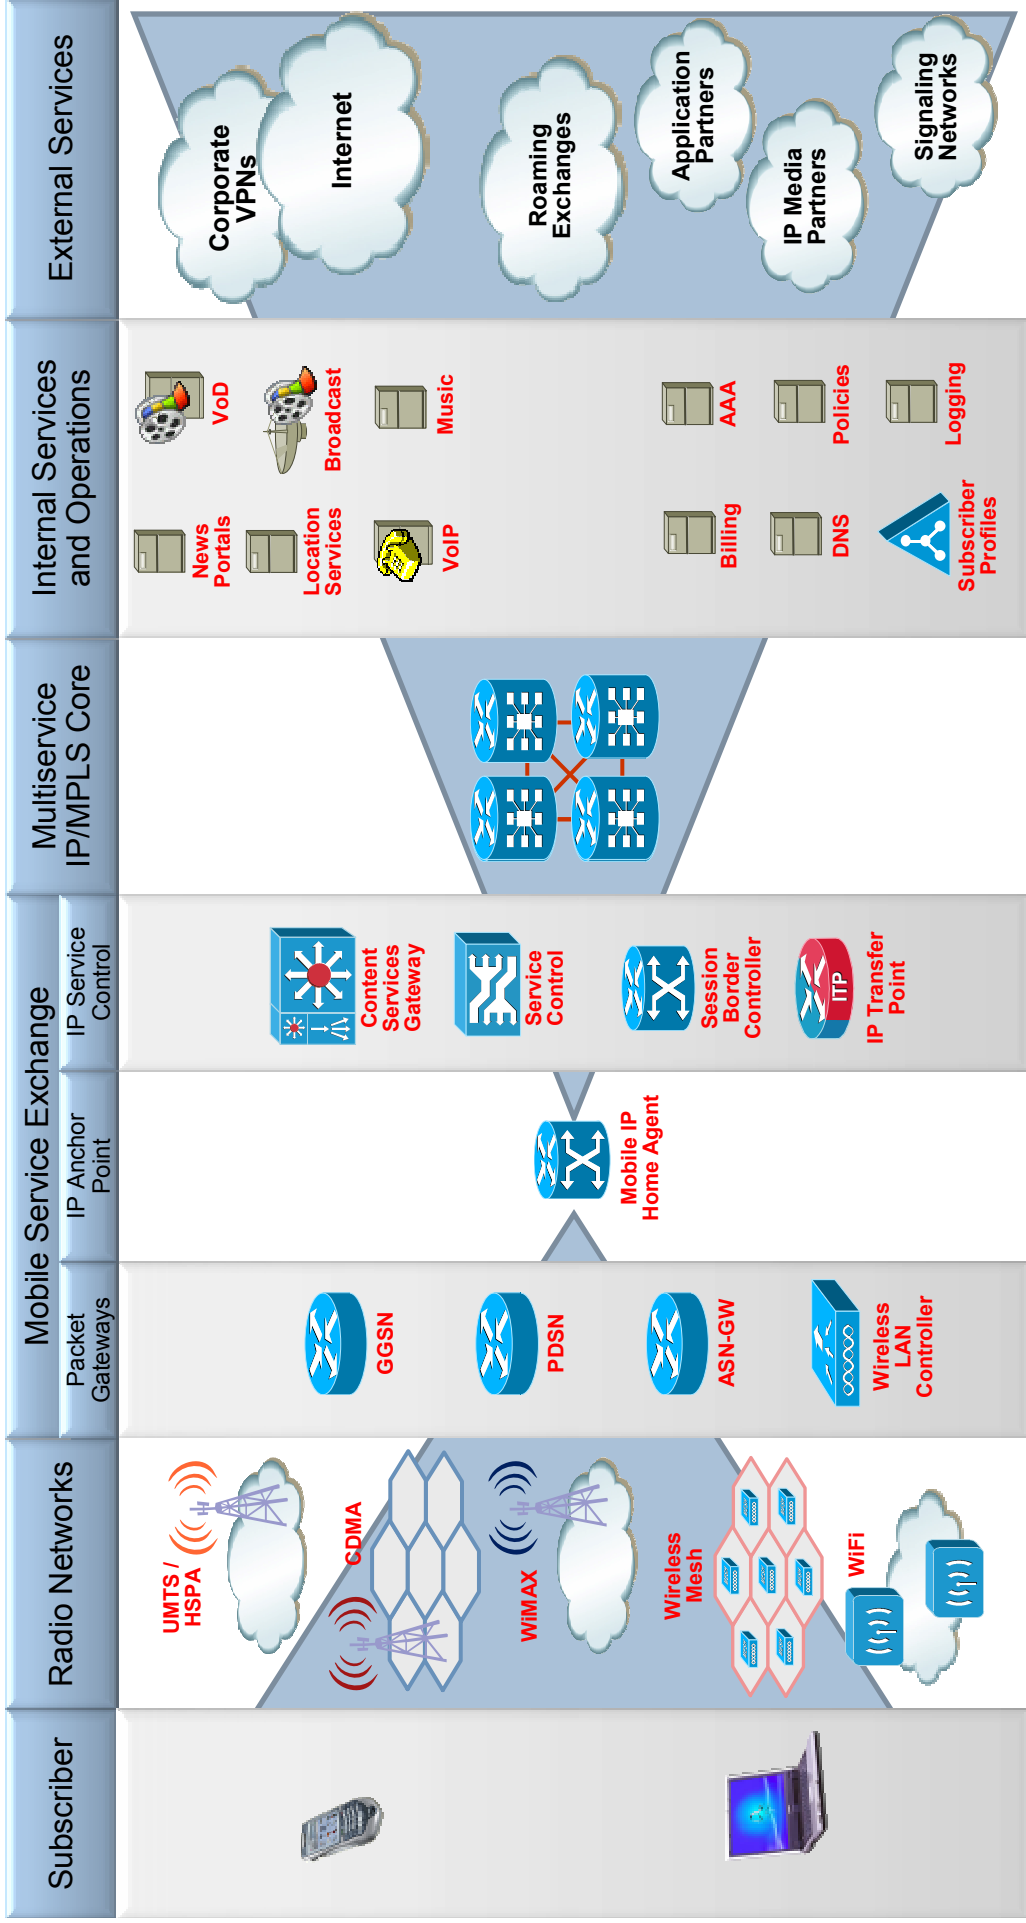 Subscriber
Radio Networks
Mobile Service Exchange
Packet
Gateways
IP Anchor
Point
IP Service
Control
Multiservice
IP/MPLS Core
Internal Services
and Operations
External Services
UMTS /
HSPA
CDMA
WiMAX
Wireless
Mesh
WiFi
GGSN
PDSN
ASN-GW
Wireless
LAN
Controller
Mobile IP
Home Agent
Content
Services
Gateway
Service
Control
Session
Border
Controller
ITP
IP Transfer
Point
News
Portals
VoD
Location
Services
Broadcast
VoIP
Music
Billing
AAA
DNS
Policies
Subscriber
Profiles
Logging
Corporate
VPNs
Internet
Roaming
Exchanges
Application
Partners
IP Media
Partners
Signaling
Networks